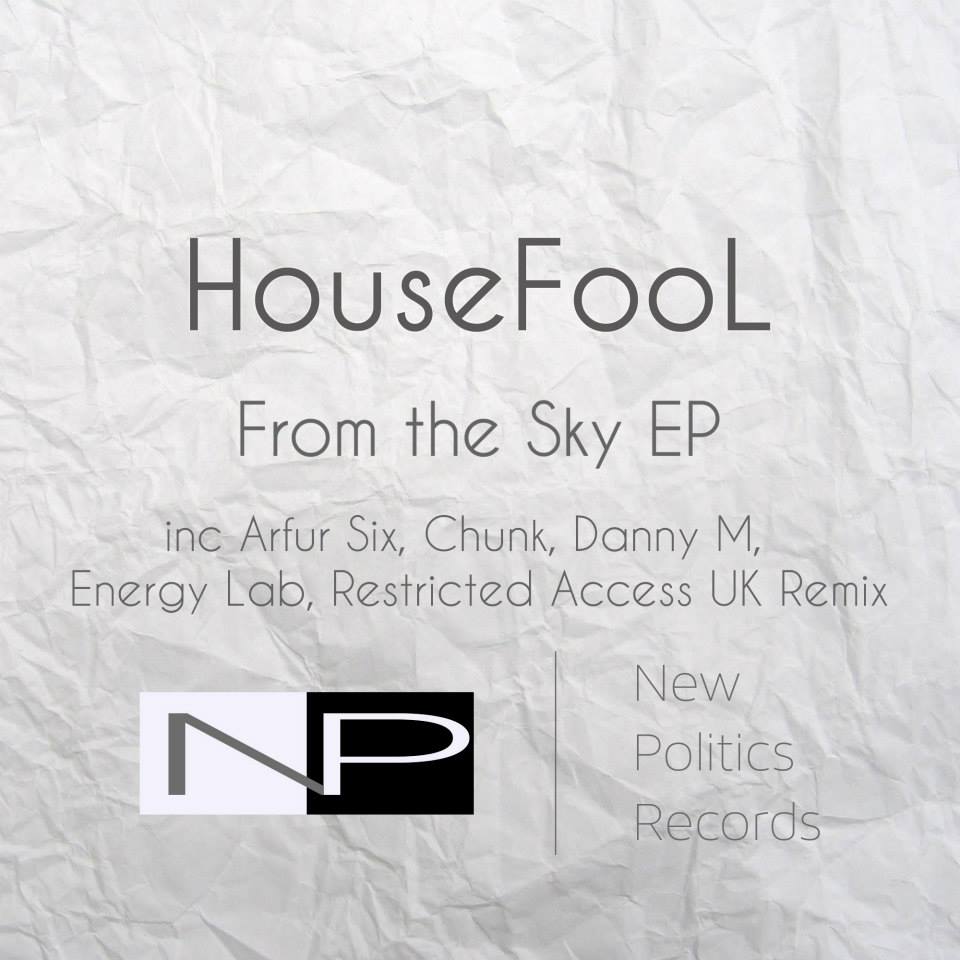 HouseFooL
From the Sky EP
inc Arfur Six, Chunk, Danny M,
Energy Lab, Restricted Access UK Remix
NP
New
Politics
Records